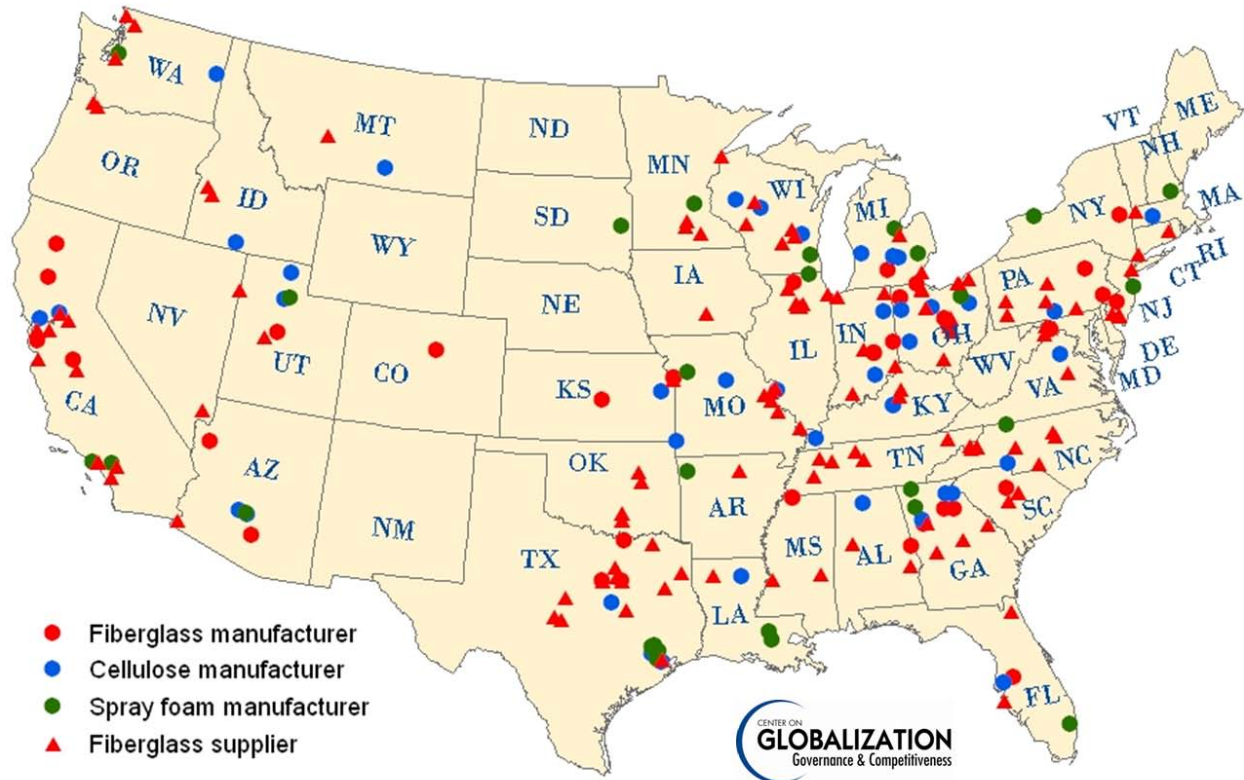 WA
MT
ND
MN
VT
ME
NH
OR
ID
WY
SD
WI
MI
NY
MA
RI
CT
IA
PA
NJ
NE
NV
UT
CO
IL
IN
OH
WV
DE
MD
VA
CA
KS
MO
KY
AZ
NM
OK
AR
TN
NC
SC
TX
MS
AL
GA
LA
FL
Fiberglass manufacturer
Cellulose manufacturer
Spray foam manufacturer
Fiberglass supplier
CENTER ON
GLOBALIZATION
Governance & Competitiveness